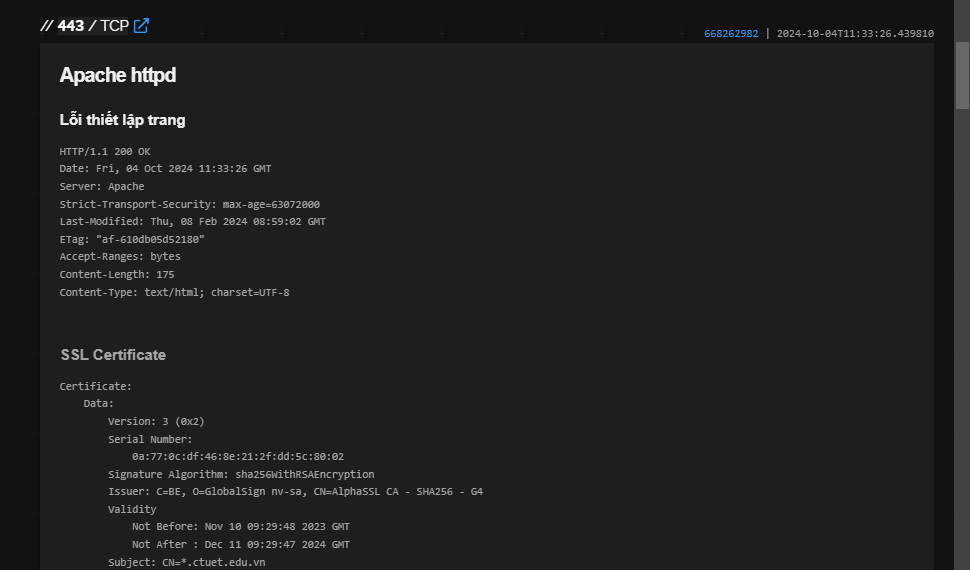 // 443 / TCP
668262982 | 2024-10-04T11:33:26.439810
Apache httpd
Lỗi thiết lập trang
HTTP/1.1 200 OK
Date: Fri, 04 Oct 2024 11:33:26 GMT
Server: Apache
Strict-Transport-Security: max-age=63072000
Last-Modified: Thu, 08 Feb 2024 08:59:02 GMT
ETag: "af-610db05d52180"
Accept-Ranges: bytes
Content-Length: 175
Content-Type: text/html; charset=UTF-8
SSL Certificate
Certificate:
Data:
Version: 3 (0x2)
Serial Number:
0a:77:0c:df:46:8e:21:2f:dd:5c:80:02
Signature Algorithm: sha256WithRSAEncryption
Issuer: C=BE, O=GlobalSign nv-sa, CN=AlphaSSL CA - SHA256 - G4
Validity
Not Before: Nov 10 09:29:48 2023 GMT
Not After : Dec 11 09:29:47 2024 GMT
Subject: CN=*.ctuet.edu.vn